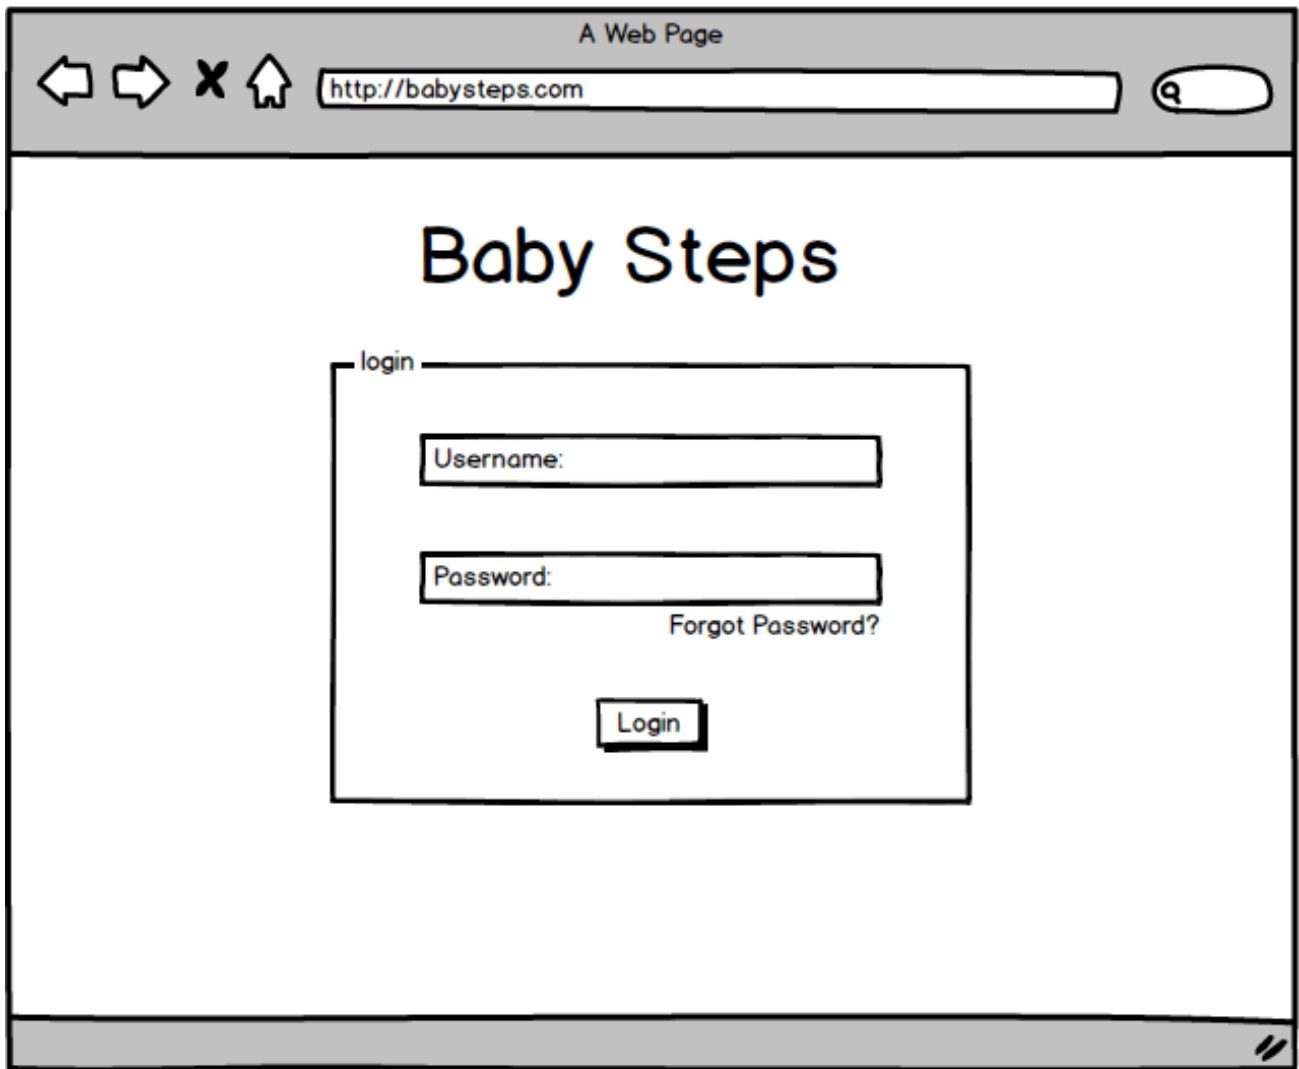 A Web Page
http://babysteps.com
Baby Steps
login
Username:
Password:
Forgot Password?
Login